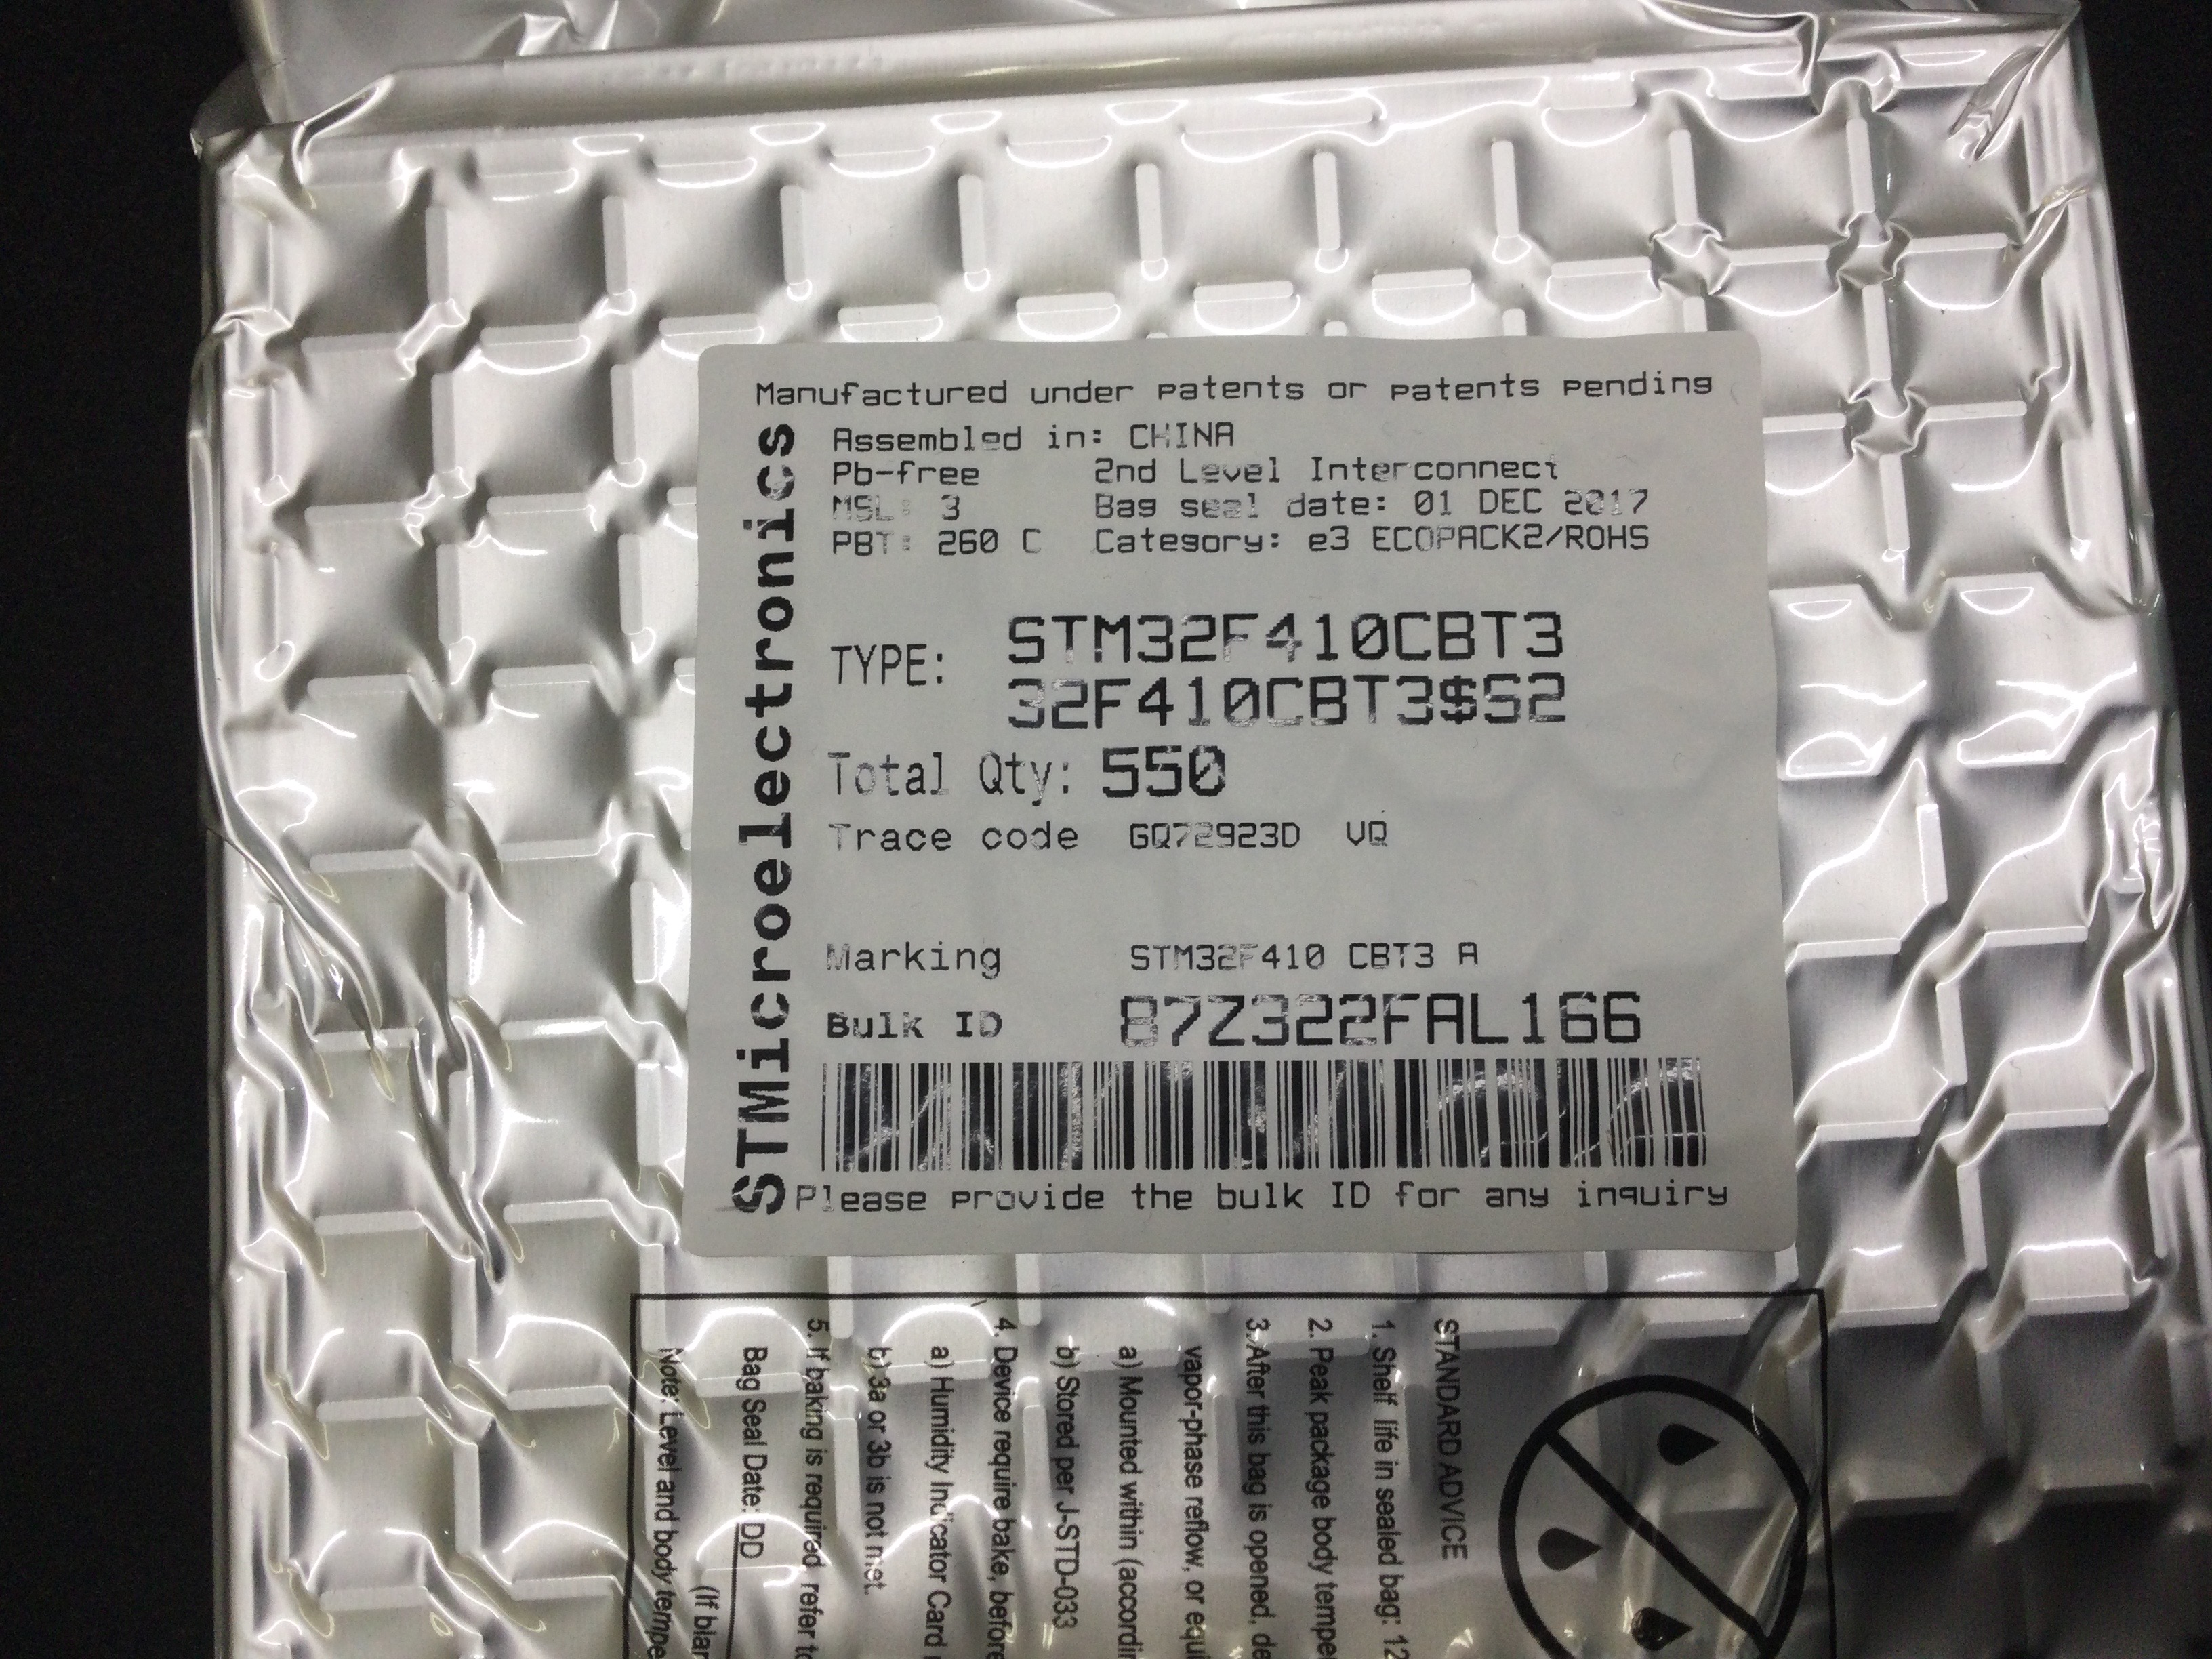 Manufactured under patents or patents pending
STMicroelectronics
Assembled in: CHINA
Pb-free 2nd Level Interconnect
MSL: 3 Bag seal date: 01 DEC 2017
PBT: 260 C Category: e3 ECOPACK2/ROHS
TYPE: STM32F410CBT3
32F410CBT3$S2
Total Qty: 550
Trace code GQ72923D VQ
Marking STM32F410 CBT3 A
Bulk ID 87Z322FAL166
Please provide the bulk ID for any inquiry
STANDARD ADVICE
1. Shelf life in sealed bag: 12
2. Peak package body
3. After this bag is opened,
vapor-phase reflow, or
a) Mounted within
b) Stored per J-STD-033
4. Device require bake, before
a) Humidity Indicator Card
b) 3a or 3b is not met.
5. If baking is required, refer to
Bag Seal Date: DD
(If
Note: Level and body